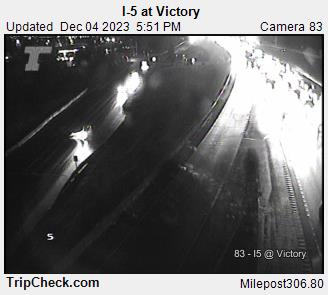 I-5 at Victory
Updated Dec 04 2023 5:51 PM Camera 83
T
S
83 - I5 @ Victory
TripCheck.com Milepost306.80